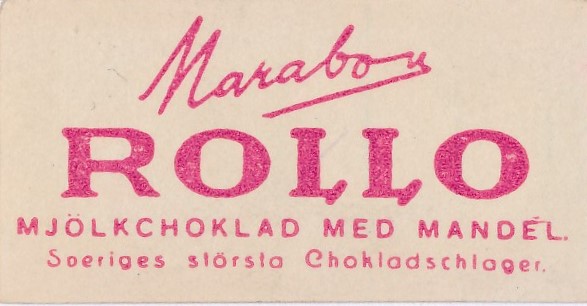 Marabou
ROLLO
MJÖLKCHOKLAD MED MANDEL.
Sveriges största Chokladschlager.